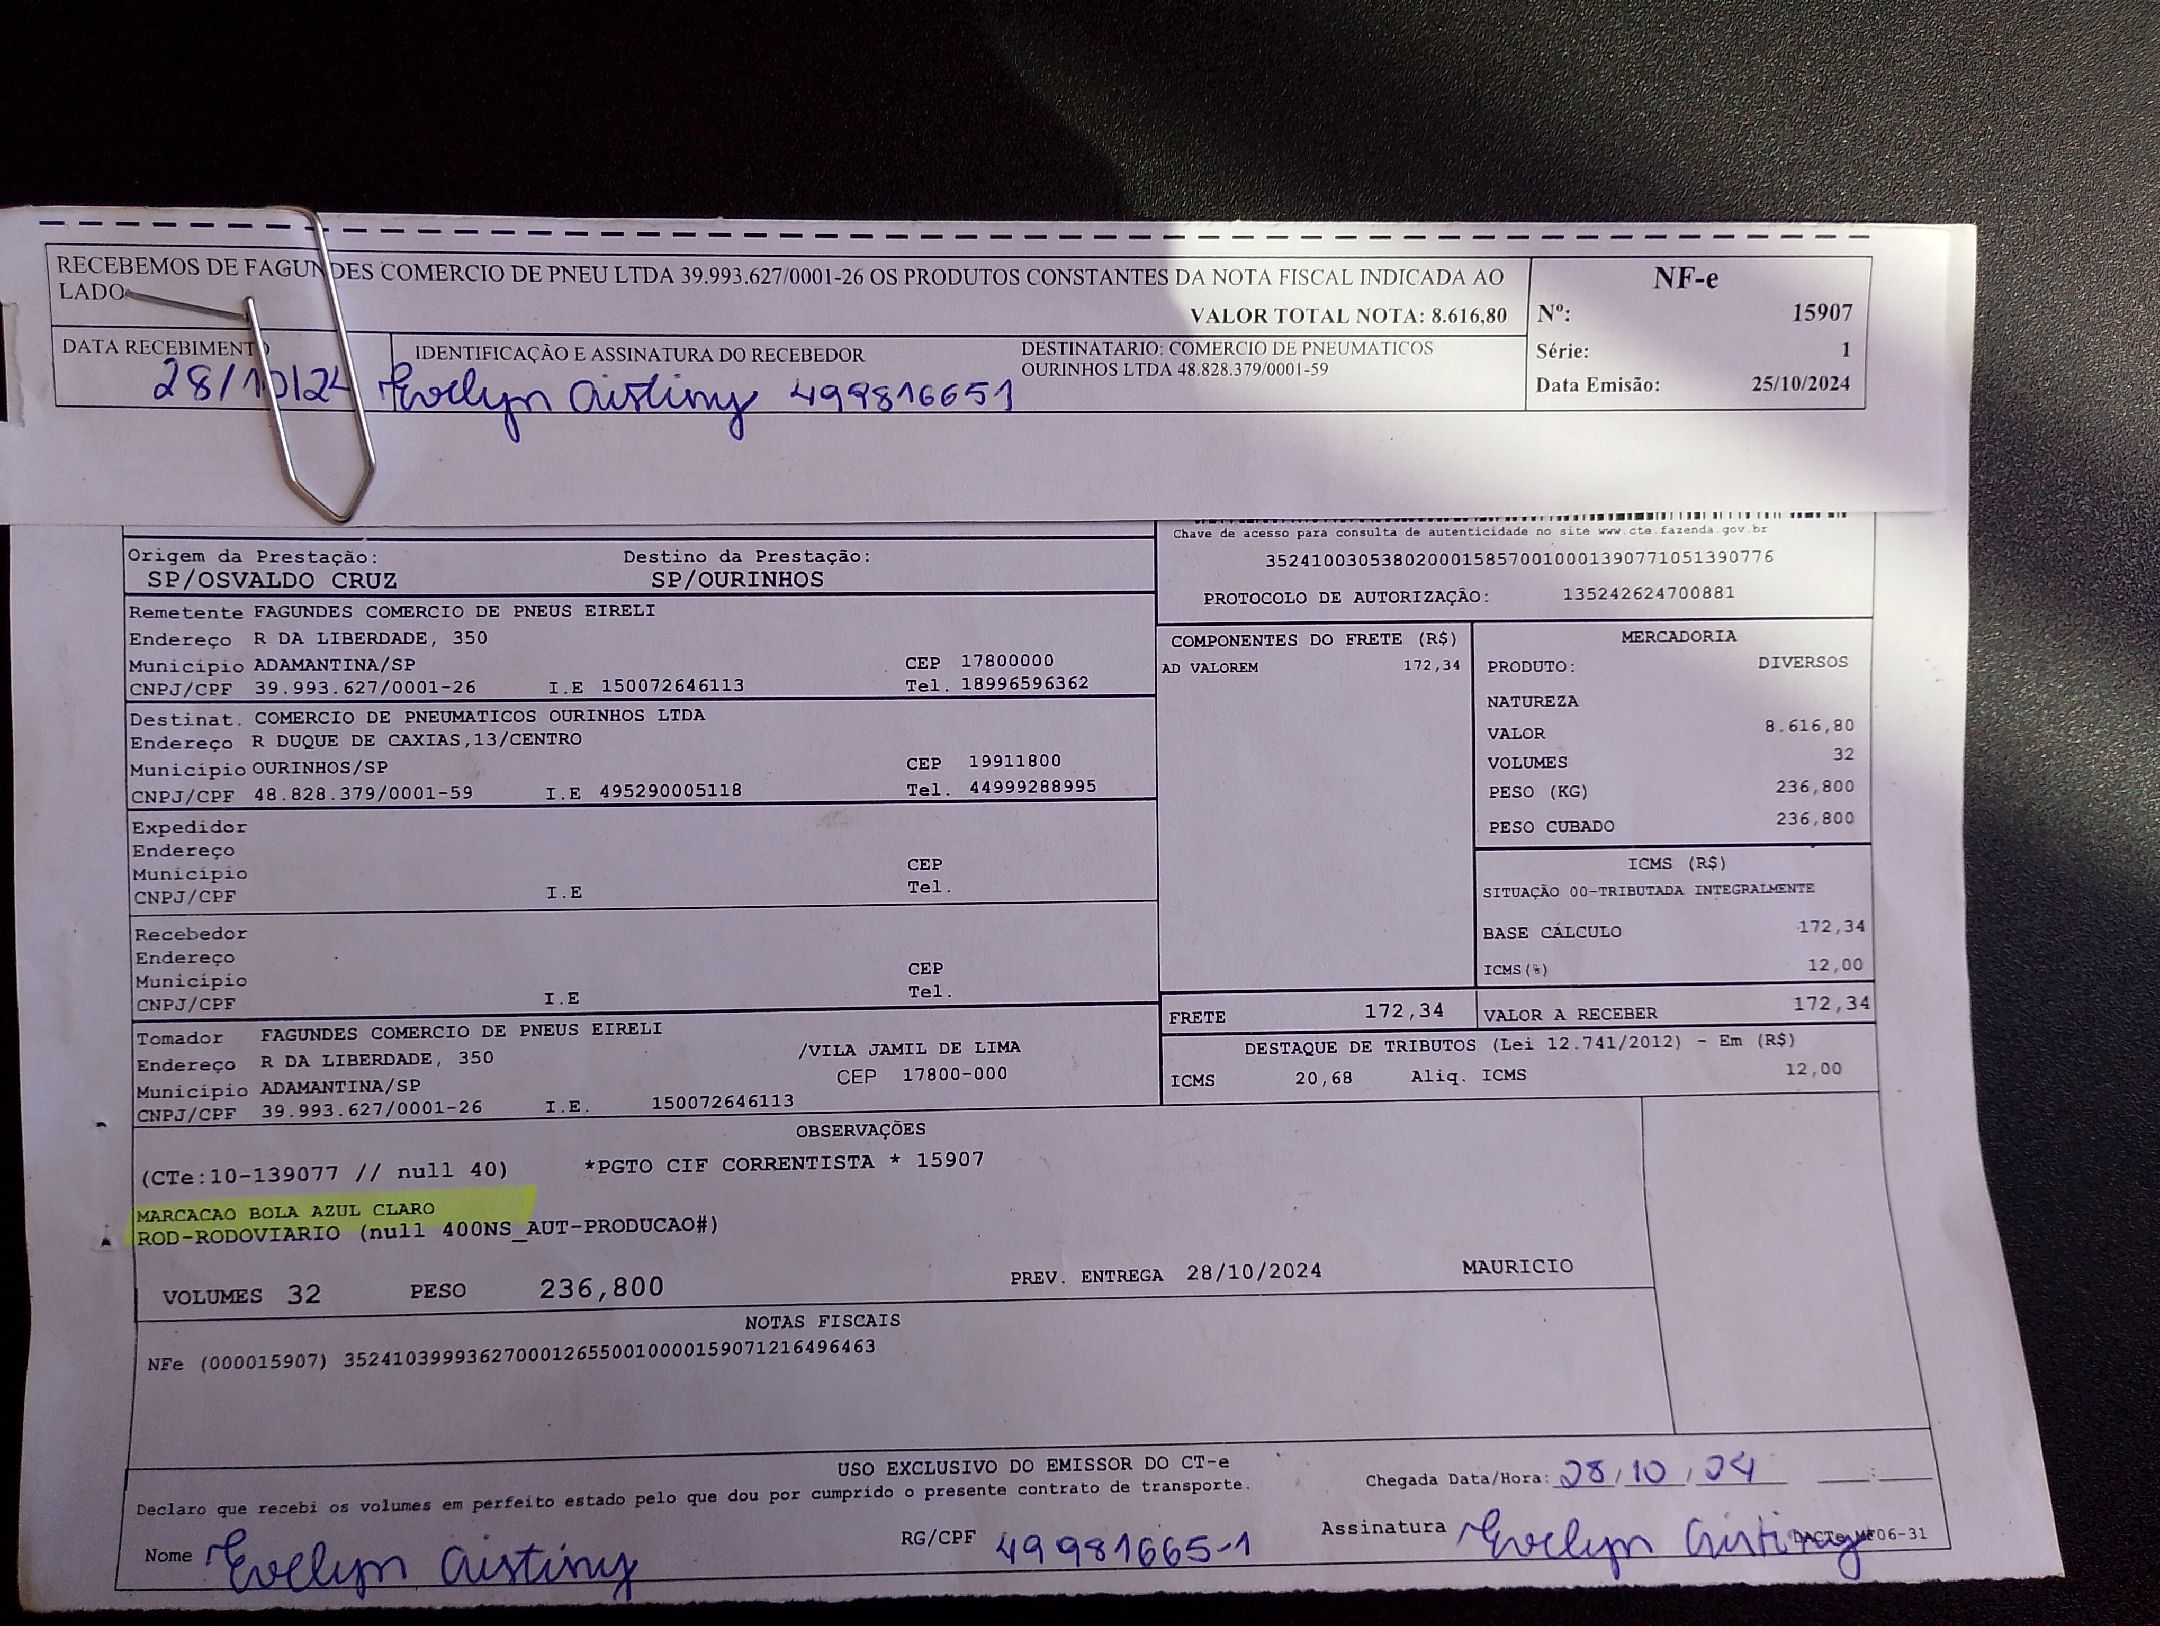 RECEBEMOS DE FAGUNDES COMERCIO DE PNEU LTDA 39.993.627/0001-26 OS PRODUTOS CONSTANTES DA NOTA FISCAL INDICADA AO
LADO
VALOR TOTAL NOTA: 8.616,80
NF-e
Nº: 15907
Série: 1
Data Emisão: 25/10/2024
DATA RECEBIMENTO
28/10/24
IDENTIFICAÇÃO E ASSINATURA DO RECEBEDOR
Evelyn Cristiny 499816651
DESTINATARIO: COMERCIO DE PNEUMATICOS
OURINHOS LTDA 48.828.379/0001-59
Chave de acesso para consulta de autenticidade no site www.cte.fazenda.gov.br
35241003053802000158570010001390771051390776
PROTOCOLO DE AUTORIZAÇÂO: 135242624700881
Origem da Prestação: Destino da Prestação:
SP/OSVALDO CRUZ SP/OURINHOS
Remetente FAGUNDES COMERCIO DE PNEUS EIRELI
Endereço R DA LIBERDADE, 350
Município ADAMANTINA/SP CEP 17800000
CNPJ/CPF 39.993.627/0001-26 I.E 150072646113 Tel. 18996596362
Destinat. COMERCIO DE PNEUMATICOS OURINHOS LTDA
Endereço R DUQUE DE CAXIAS,13/CENTRO
Município OURINHOS/SP CEP 19911800
CNPJ/CPF 48.828.379/0001-59 I.E 495290005118 Tel. 44999288995
Expedidor
Endereço
Município CEP
CNPJ/CPF I.E Tel.
Recebedor
Endereço
Município CEP
CNPJ/CPF I.E Tel.
Tomador FAGUNDES COMERCIO DE PNEUS EIRELI
Endereço R DA LIBERDADE, 350 /VILA JAMIL DE LIMA
Município ADAMANTINA/SP CEP 17800-000
CNPJ/CPF 39.993.627/0001-26 I.E. 150072646113
COMPONENTES DO FRETE (R$)
AD VALOREM 172,34
MERCADORIA
PRODUTO: DIVERSOS
NATUREZA
VALOR 8.616,80
VOLUMES 32
PESO (KG) 236,800
PESO CUBADO 236,800
ICMS (R$)
SITUAÇÃO 00-TRIBUTADA INTEGRALMENTE
BASE CÁLCULO 172,34
ICMS(%) 12,00
FRETE 172,34 VALOR A RECEBER 172,34
DESTAQUE DE TRIBUTOS (Lei 12.741/2012) - Em (R$)
ICMS 20,68 Aliq. ICMS 12,00
OBSERVAÇÕES
(CTe:10-139077 // null 40) *PGTO CIF CORRENTISTA * 15907
MARCACAO BOLA AZUL CLARO
ROD-RODOVIARIO (null 400NS_AUT-PRODUCAO#)
VOLUMES 32 PESO 236,800 PREV. ENTREGA 28/10/2024 MAURICIO
NOTAS FISCAIS
NFe (000015907) 35241039993627000126550010000159071216496463
USO EXCLUSIVO DO EMISSOR DO CT-e
Declaro que recebi os volumes em perfeito estado pelo que dou por cumprido o presente contrato de transporte.
Chegada Data/Hora: 28/10/24 :
Nome Evelyn Cristiny RG/CPF 49981665-1 Assinatura Evelyn Cristiny